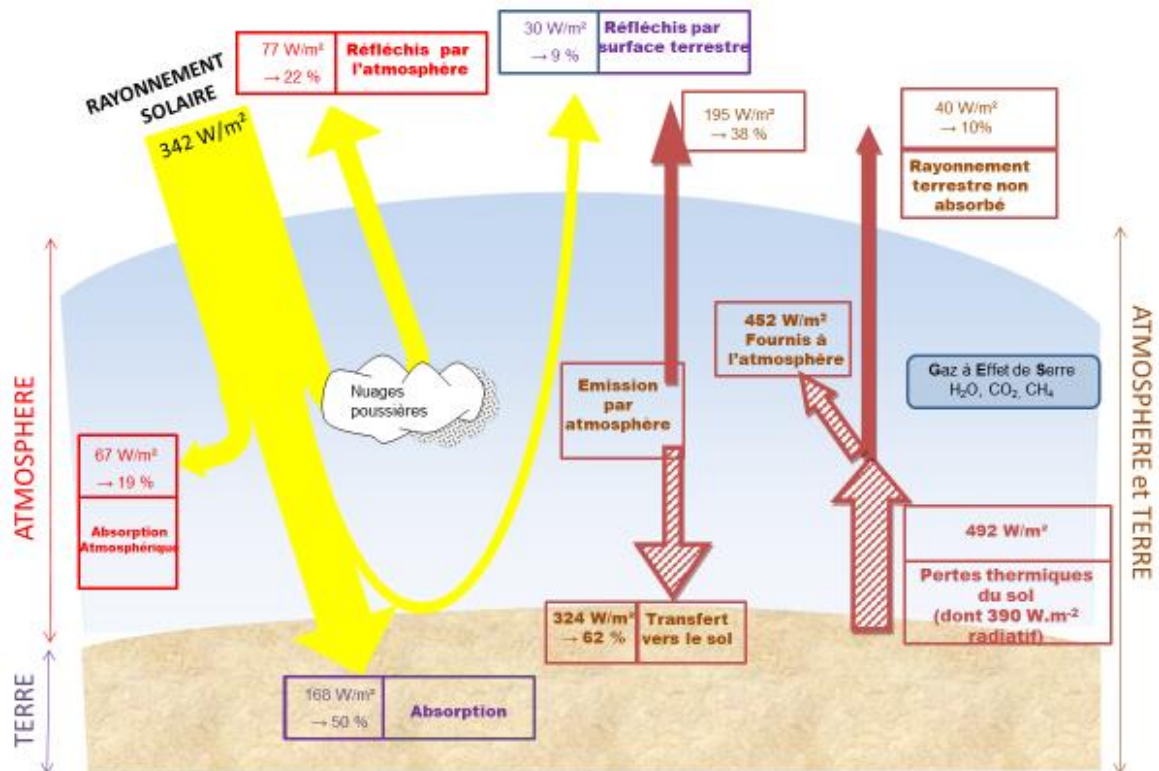 RAYONNEMENT
SOLAIRE
342 W/m²
77 W/m²
→ 22 %
Réfléchis par
l'atmosphère
30 W/m²
→ 9 %
Réfléchis par
surface terrestre
195 W/m²
→ 38 %
40 W/m²
→ 10%
Rayonnement
terrestre non
absorbé
ATMOSPHERE
TERRE
67 W/m²
→ 19 %
Absorption
Atmosphérique
Nuages
poussières
Emission
par
atmosphère
452 W/m²
Fournis à
l'atmosphère
Gaz à Effet de Serre
H₂O, CO₂, CH₄
ATMOSPHERE et TERRE
492 W/m²
Pertes thermiques
du sol
(dont 390 W.m⁻²
radiatif)
324 W/m²
→ 62 %
Transfert
vers le sol
168 W/m²
→ 50 %
Absorption